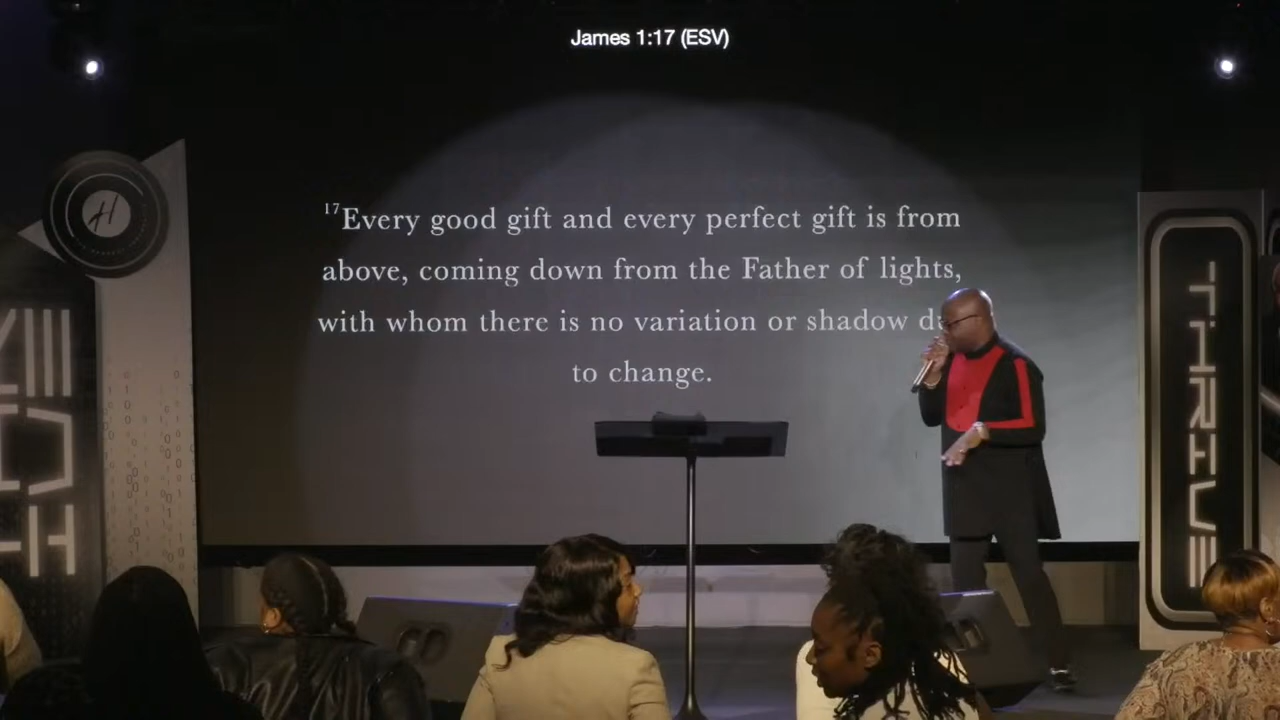 James 1:17 (ESV)
17Every good gift and every perfect gift is from
above, coming down from the Father of lights,
with whom there is no variation or shadow
to change.
H
THRIVE